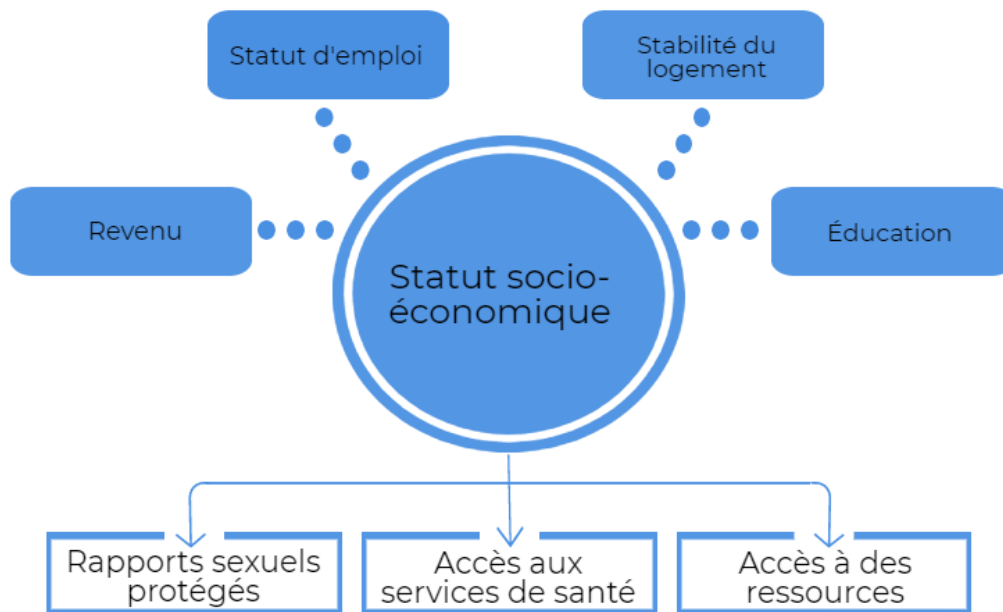 Statut d'emploi
Stabilité du
logement
Revenu
Éducation
Statut socio-
économique
Rapports sexuels
protégés
Accès aux
services de santé
Accès à des
ressources